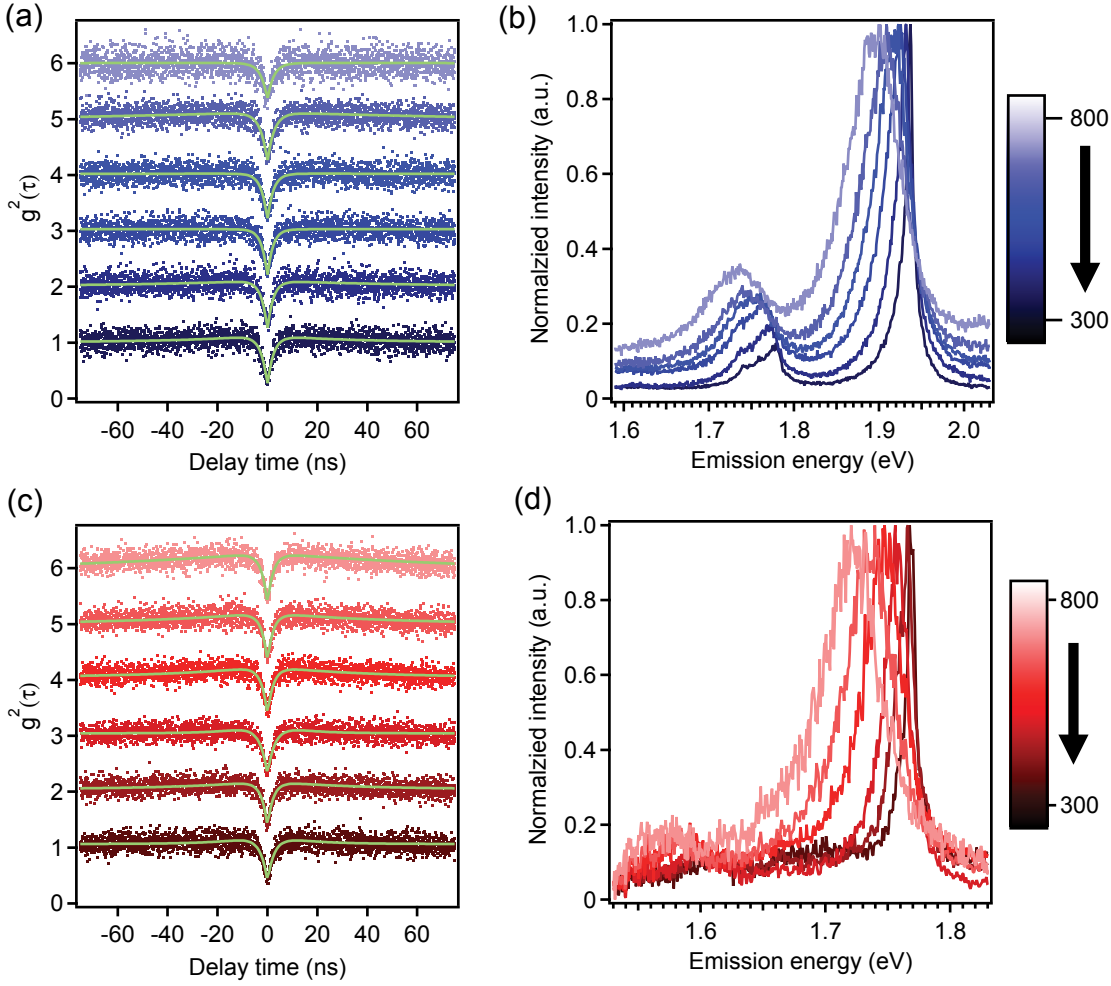 (a)
6
5
4
3
2
1
0
g²(τ)
-60 -40 -20 0 20 40 60
Delay time (ns)
(b)
1.0
0.8
0.6
0.4
0.2
0
Normalzied intensity (a.u.)
1.6 1.7 1.8 1.9 2.0
Emission energy (eV)
800
300
(c)
6
5
4
3
2
1
0
g²(τ)
-60 -40 -20 0 20 40 60
Delay time (ns)
(d)
1.0
0.8
0.6
0.4
0.2
0
Normalzied intensity (a.u.)
1.6 1.7 1.8
Emission energy (eV)
800
300